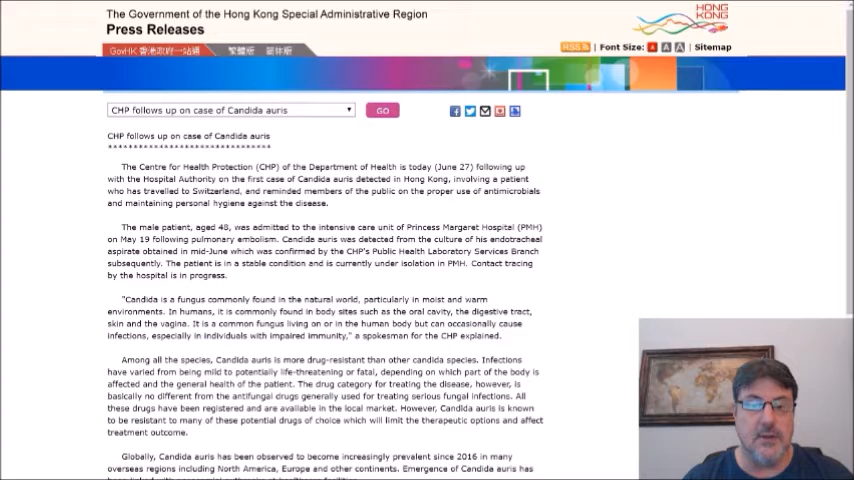 The Government of the Hong Kong Special Administrative Region
HONG
KONG
Press Releases
RSS | Font Size: A A A | Sitemap
GovHK 香港政府一站通 繁體版 简体版
CHP follows up on case of Candida auris GO
CHP follows up on case of Candida auris
********************************
The Centre for Health Protection (CHP) of the Department of Health is today (June 27) following up
with the Hospital Authority on the first case of Candida auris detected in Hong Kong, involving a patient
who has travelled to Switzerland, and reminded members of the public on the proper use of antimicrobials
and maintaining personal hygiene against the disease.
The male patient, aged 48, was admitted to the intensive care unit of Princess Margaret Hospital (PMH)
on May 19 following pulmonary embolism. Candida auris was detected from the culture of his endotracheal
aspirate obtained in mid-June which was confirmed by the CHP's Public Health Laboratory Services Branch
subsequently. The patient is in a stable condition and is currently under isolation in PMH. Contact tracing
by the hospital is in progress.
"Candida is a fungus commonly found in the natural world, particularly in moist and warm
environments. In humans, it is commonly found in body sites such as the oral cavity, the digestive tract,
skin and the vagina. It is a common fungus living on or in the human body but can occasionally cause
infections, especially in individuals with impaired immunity," a spokesman for the CHP explained.
Among all the species, Candida auris is more drug-resistant than other candida species. Infections
have varied from being mild to potentially life-threatening or fatal, depending on which part of the body is
affected and the general health of the patient. The drug category for treating the disease, however, is
basically no different from the antifungal drugs generally used for treating serious fungal infections. All
these drugs have been registered and are available in the local market. However, Candida auris is known
to be resistant to many of these potential drugs of choice which will limit the therapeutic options and affect
treatment outcome.
Globally, Candida auris has been observed to become increasingly prevalent since 2016 in many
overseas regions including North America, Europe and other continents. Emergence of Candida auris has